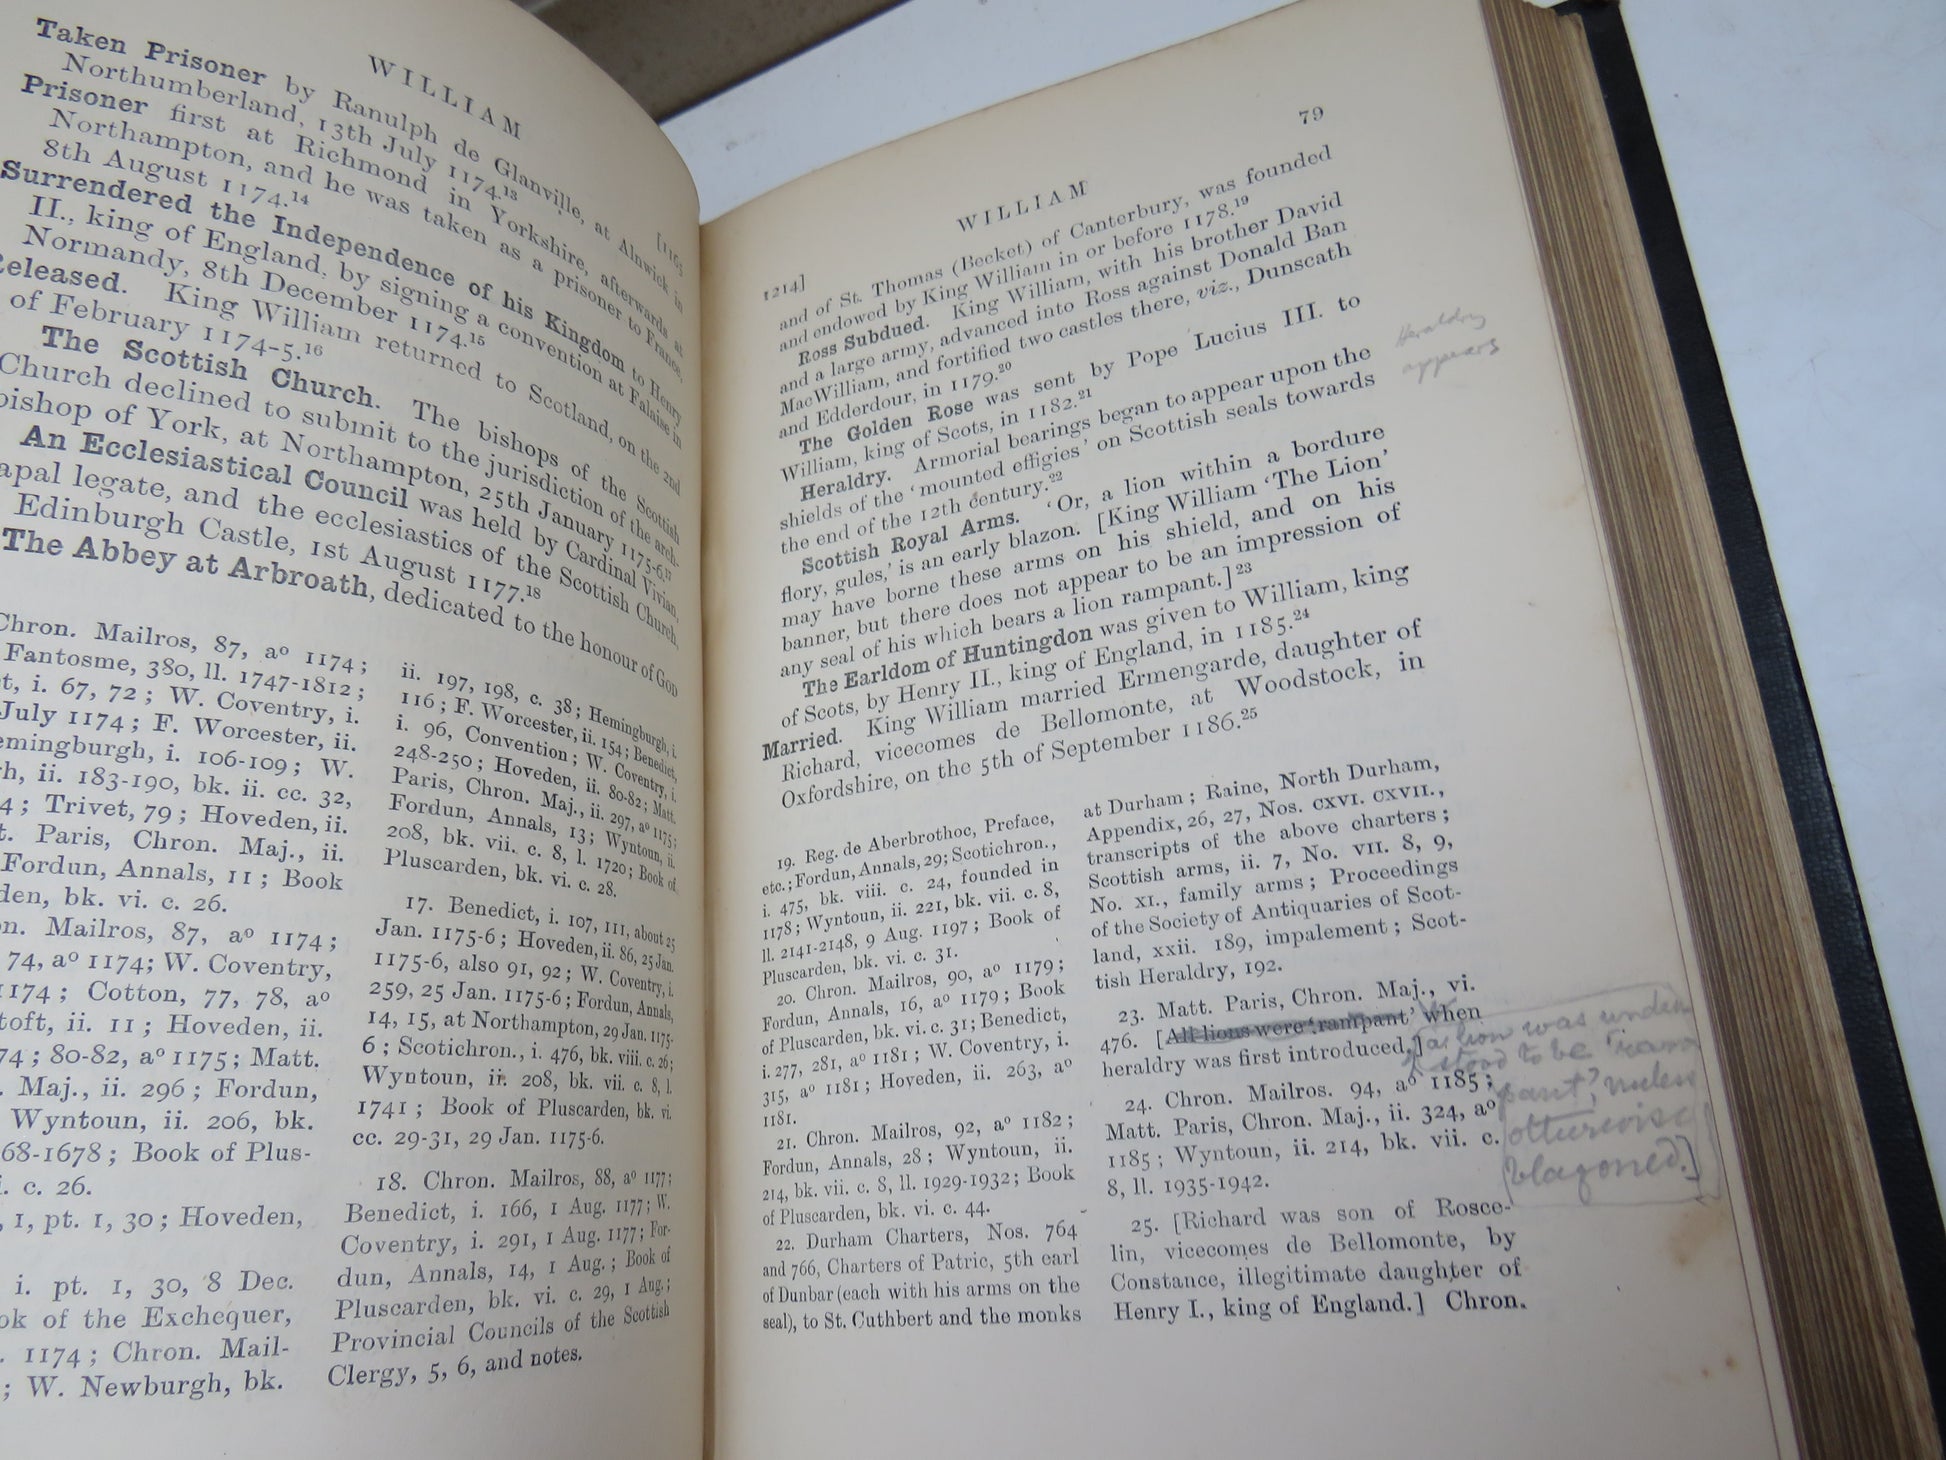 WILLIAM
[1165
Taken Prisoner by Ranulph de Glanville, at Alnwick in
Northumberland, 13th July 1174.13
Prisoner first at Richmond in Yorkshire, afterwards at
Northampton, and he was taken as a prisoner to France,
8th August 1174.14
Surrendered the Independence of his Kingdom to Henry
II., king of England, by signing a convention at Falaise in
Normandy, 8th December 1174.15
eleased. King William returned to Scotland, on the 2nd
of February 1174-5.16
The Scottish Church. The bishops of the Scottish
Church declined to submit to the jurisdiction of the arch-
bishop of York, at Northampton, 25th January 1175-6.17
An Ecclesiastical Council was held by Cardinal Vivian,
apal legate, and the ecclesiastics of the Scottish Church,
Edinburgh Castle, 1st August 1177.18
The Abbey at Arbroath, dedicated to the honour of God
Chron. Mailros, 87, aº 1174;
Fantosme, 380, ll. 1747-1812;
t, i. 67, 72; W. Coventry, i.
July 1174; F. Worcester, ii.
emingburgh, i. 106-109; W.
h, ii. 183-190, bk. ii. cc. 32,
4; Trivet, 79; Hoveden, ii.
t. Paris, Chron. Maj., ii.
Fordun, Annals, 11; Book
den, bk. vi. c. 26.
on. Mailros, 87, aº 1174;
74, aº 1174; W. Coventry,
1174; Cotton, 77, 78, aº
toft, ii. 11; Hoveden, ii.
74; 80-82, aº 1175; Matt.
. Maj., ii. 296; Fordun,
Wyntoun, ii. 206, bk.
68-1678; Book of Plus-
. c. 26.
, 1, pt. 1, 30; Hoveden,
i. pt. 1, 30, 8 Dec.
ok of the Exchequer,
. 1174; Chron. Mail-
; W. Newburgh, bk.
ii. 197, 198, c. 38; Hemingburgh, i.
116; F. Worcester, ii. 154; Benedict,
i. 96, Convention; W. Coventry, i.
248-250; Hoveden, ii. 80-82; Matt.
Paris, Chron. Maj., ii. 297, aº 1175;
Fordun, Annals, 13; Wyntoun, ii.
208, bk. vii. c. 8, l. 1720; Book of
Pluscarden, bk. vi. c. 28.
17. Benedict, i. 107, 111, about 25
Jan. 1175-6; Hoveden, ii. 86, 25 Jan.
1175-6, also 91, 92; W. Coventry, i.
259, 25 Jan. 1175-6; Fordun, Annals,
14, 15, at Northampton, 29 Jan. 1175-
6; Scotichron., i. 476, bk. viii. c. 26;
Wyntoun, ii. 208, bk. vii. c. 8, l.
1741; Book of Pluscarden, bk. vi.
cc. 29-31, 29 Jan. 1175-6.
18. Chron. Mailros, 88, aº 1177;
Benedict, i. 166, 1 Aug. 1177; W.
Coventry, i. 291, 1 Aug. 1177; For-
dun, Annals, 14, 1 Aug.; Book of
Pluscarden, bk. vi. c. 29, 1 Aug.;
Provincial Councils of the Scottish
Clergy, 5, 6, and notes.
1214]
WILLIAM
79
and of St. Thomas (Becket) of Canterbury, was founded
and endowed by King William in or before 1178.19
Ross Subdued. King William, with his brother David
and a large army, advanced into Ross against Donald Ban
MacWilliam, and fortified two castles there, viz., Dunscath
and Edderdour, in 1179.20
The Golden Rose was sent by Pope Lucius III. to
William, king of Scots, in 1182.21
Heraldry. Armorial bearings began to appear upon the
shields of the 'mounted effigies' on Scottish seals towards
the end of the 12th century.22
Scottish Royal Arms. 'Or, a lion within a bordure
flory, gules,' is an early blazon. [King William 'The Lion'
may have borne these arms on his shield, and on his
banner, but there does not appear to be an impression of
any seal of his which bears a lion rampant.]23
The Earldom of Huntingdon was given to William, king
of Scots, by Henry II., king of England, in 1185.24
Married. King William married Ermengarde, daughter of
Richard, vicecomes de Bellomonte, at Woodstock, in
Oxfordshire, on the 5th of September 1186.25
Heraldry
appears
19. Reg. de Aberbrothoc, Preface,
etc.; Fordun, Annals, 29; Scotichron.,
i. 475, bk. viii. c. 24, founded in
1178; Wyntoun, ii. 221, bk. vii. c. 8,
ll. 2141-2148, 9 Aug. 1197; Book of
Pluscarden, bk. vi. c. 31.
20. Chron. Mailros, 90, aº 1179;
Fordun, Annals, 16, aº 1179; Book
of Pluscarden, bk. vi. c. 31; Benedict,
i. 277, 281, aº 1181; W. Coventry, i.
315, aº 1181; Hoveden, ii. 263, aº
1181.
21. Chron. Mailros, 92, aº 1182;
Fordun, Annals, 28; Wyntoun, ii.
214, bk. vii. c. 8, ll. 1929-1932; Book
of Pluscarden, bk. vi. c. 44.
22. Durham Charters, Nos. 764
and 766, Charters of Patric, 5th earl
of Dunbar (each with his arms on the
seal), to St. Cuthbert and the monks
at Durham; Raine, North Durham,
Appendix, 26, 27, Nos. CXVI. CXVII.,
transcripts of the above charters;
Scottish arms, ii. 7, No. VII. 8, 9,
No. XI., family arms; Proceedings
of the Society of Antiquaries of Scot-
land, xxii. 189, impalement; Scot-
tish Heraldry, 192.
23. Matt. Paris, Chron. Maj., vi.
476. [All lions were 'rampant' when
heraldry was first introduced,]
a lion was under
stood to be 'ram
pant', unless
otherwise
blazoned.]
24. Chron. Mailros. 94, aº 1185;
Matt. Paris, Chron. Maj., ii. 324, aº
1185; Wyntoun, ii. 214, bk. vii. c.
8, ll. 1935-1942.
25. [Richard was son of Rosce-
lin, vicecomes de Bellomonte, by
Constance, illegitimate daughter of
Henry I., king of England.] Chron.